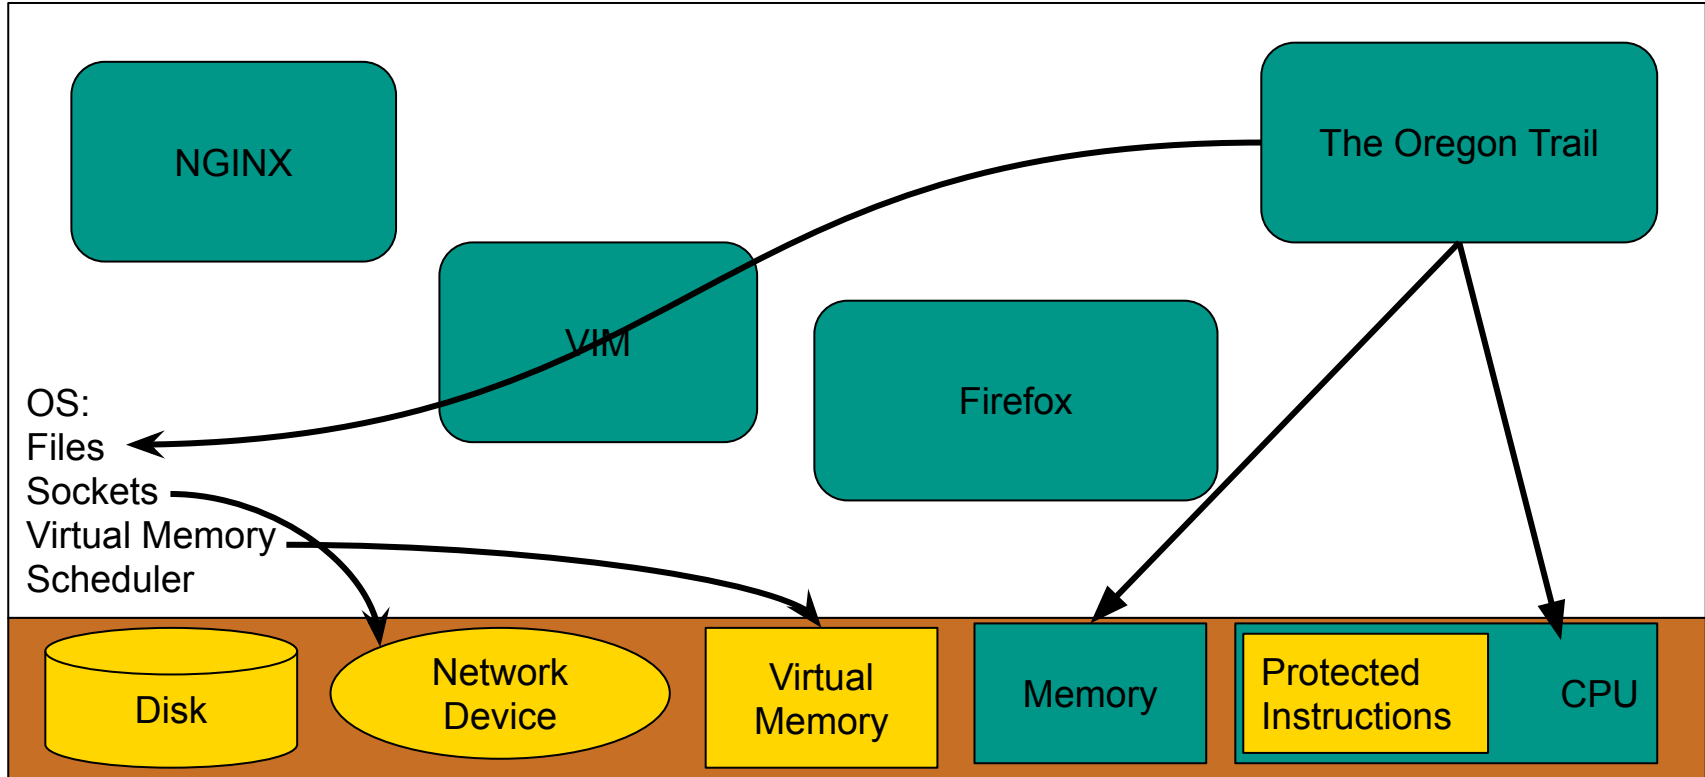 NGINX
The Oregon Trail
VIM
Firefox
OS:
Files
Sockets
Virtual Memory
Scheduler
Disk
Network
Device
Virtual
Memory
Memory
Protected
Instructions
CPU